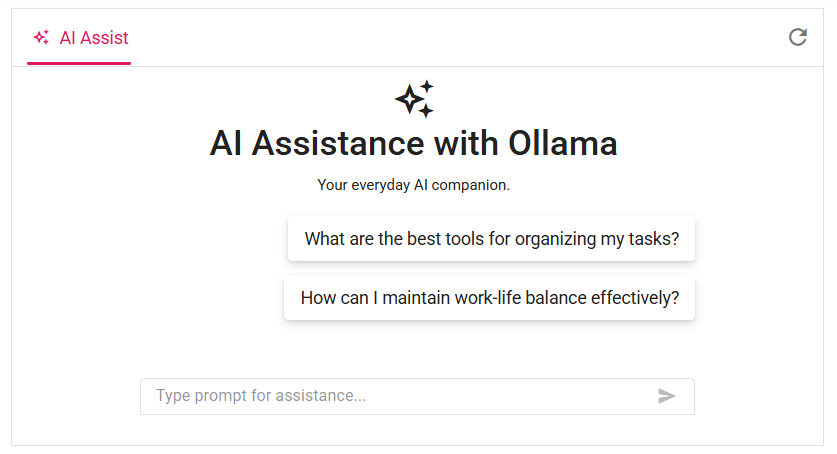 AI Assist
AI Assistance with Ollama
Your everyday AI companion.
What are the best tools for organizing my tasks?
How can I maintain work-life balance effectively?
Type prompt for assistance...